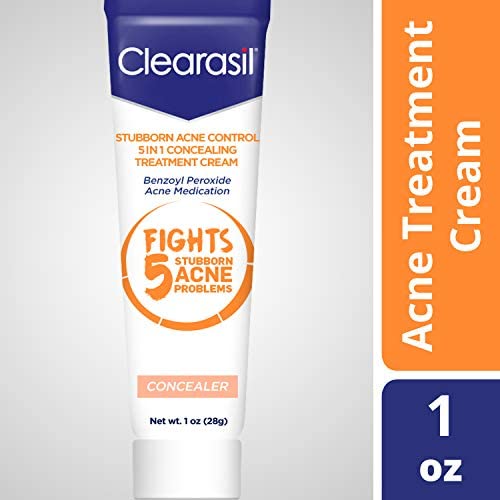 Clearasil®
STUBBORN ACNE CONTROL
5 IN 1 CONCEALING
TREATMENT CREAM
Benzoyl Peroxide
Acne Medication
FIGHTS
5 STUBBORN
ACNE
PROBLEMS
CONCEALER
Net wt. 1 oz (28g)
Acne Treatment
Cream
1
oz